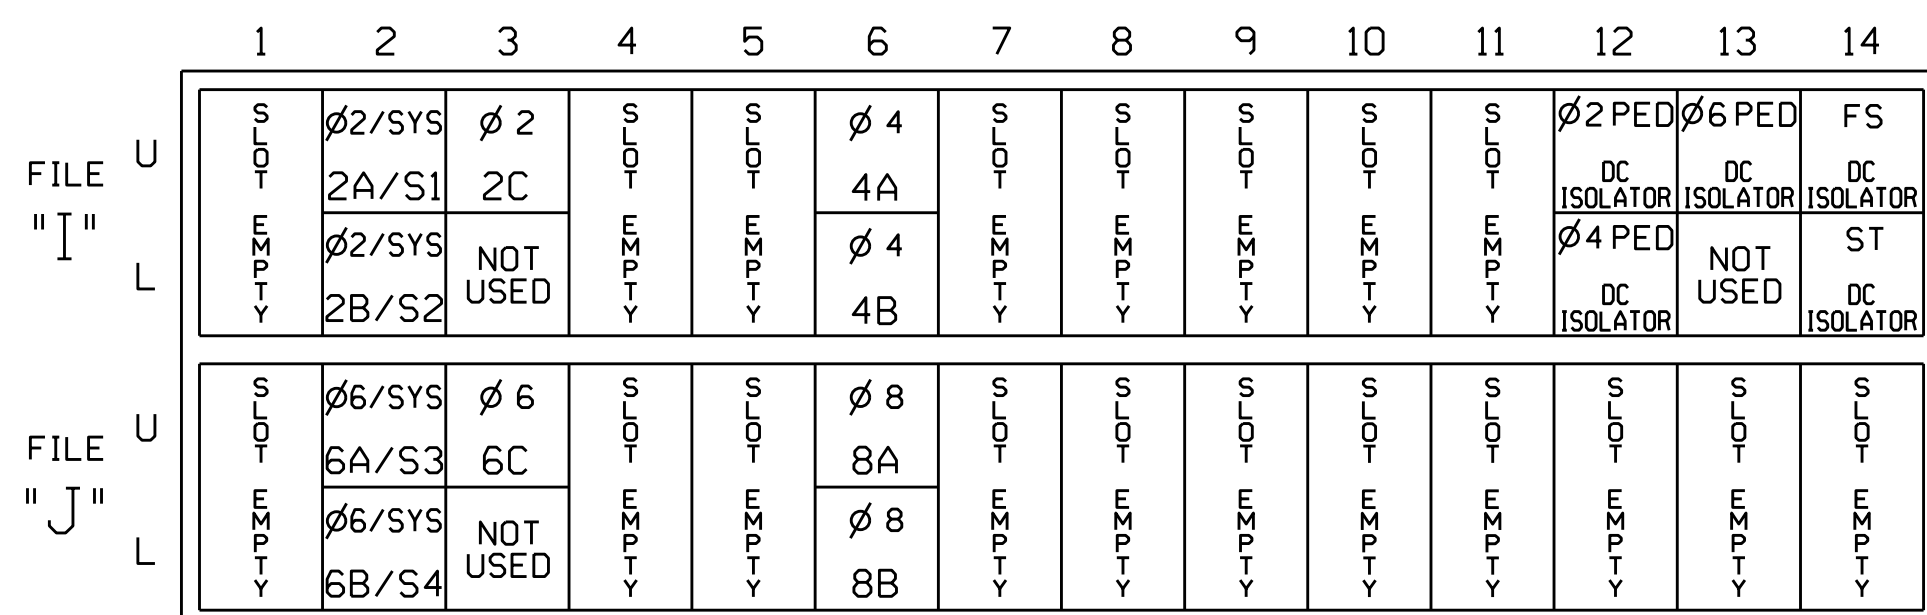 1 2 3 4 5 6 7 8 9 10 11 12 13 14
FILE "I"
U
L
SLOT EMPTY
Ø2/SYS
2A/S1
Ø2/SYS
2B/S2
Ø 2
2C
NOT
USED
SLOT EMPTY
SLOT EMPTY
Ø 4
4A
Ø 4
4B
SLOT EMPTY
SLOT EMPTY
SLOT EMPTY
SLOT EMPTY
SLOT EMPTY
Ø2 PED
DC
ISOLATOR
Ø4 PED
DC
ISOLATOR
Ø6 PED
DC
ISOLATOR
NOT
USED
FS
DC
ISOLATOR
ST
DC
ISOLATOR
FILE "J"
U
L
SLOT EMPTY
Ø6/SYS
6A/S3
Ø6/SYS
6B/S4
Ø 6
6C
NOT
USED
SLOT EMPTY
SLOT EMPTY
Ø 8
8A
Ø 8
8B
SLOT EMPTY
SLOT EMPTY
SLOT EMPTY
SLOT EMPTY
SLOT EMPTY
SLOT EMPTY
SLOT EMPTY
SLOT EMPTY